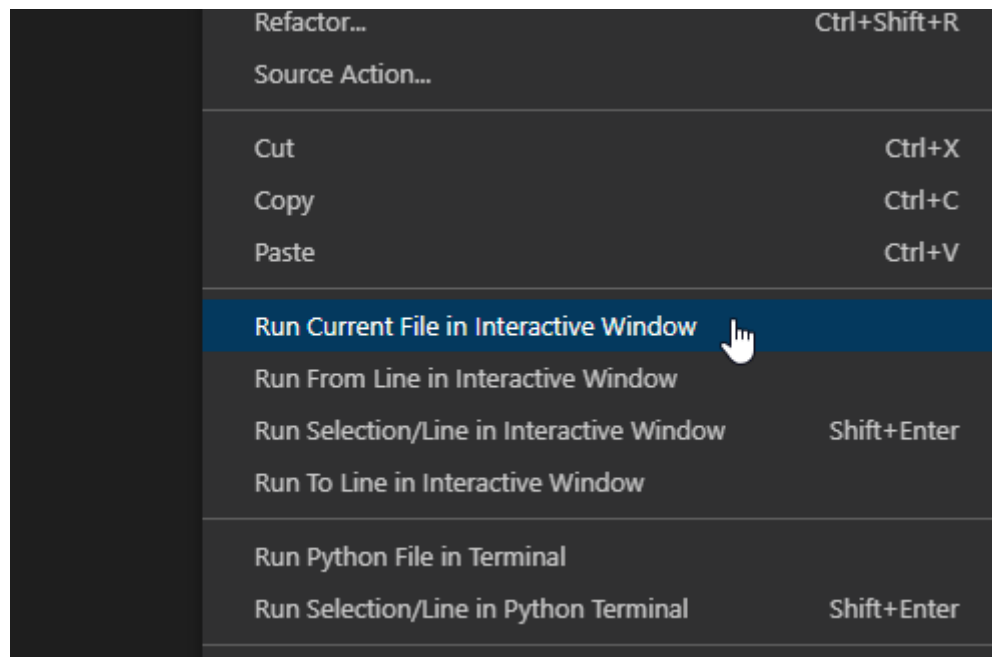 Refactor... Ctrl+Shift+R
Source Action...
Cut Ctrl+X
Copy Ctrl+C
Paste Ctrl+V
Run Current File in Interactive Window
Run From Line in Interactive Window
Run Selection/Line in Interactive Window Shift+Enter
Run To Line in Interactive Window
Run Python File in Terminal
Run Selection/Line in Python Terminal Shift+Enter